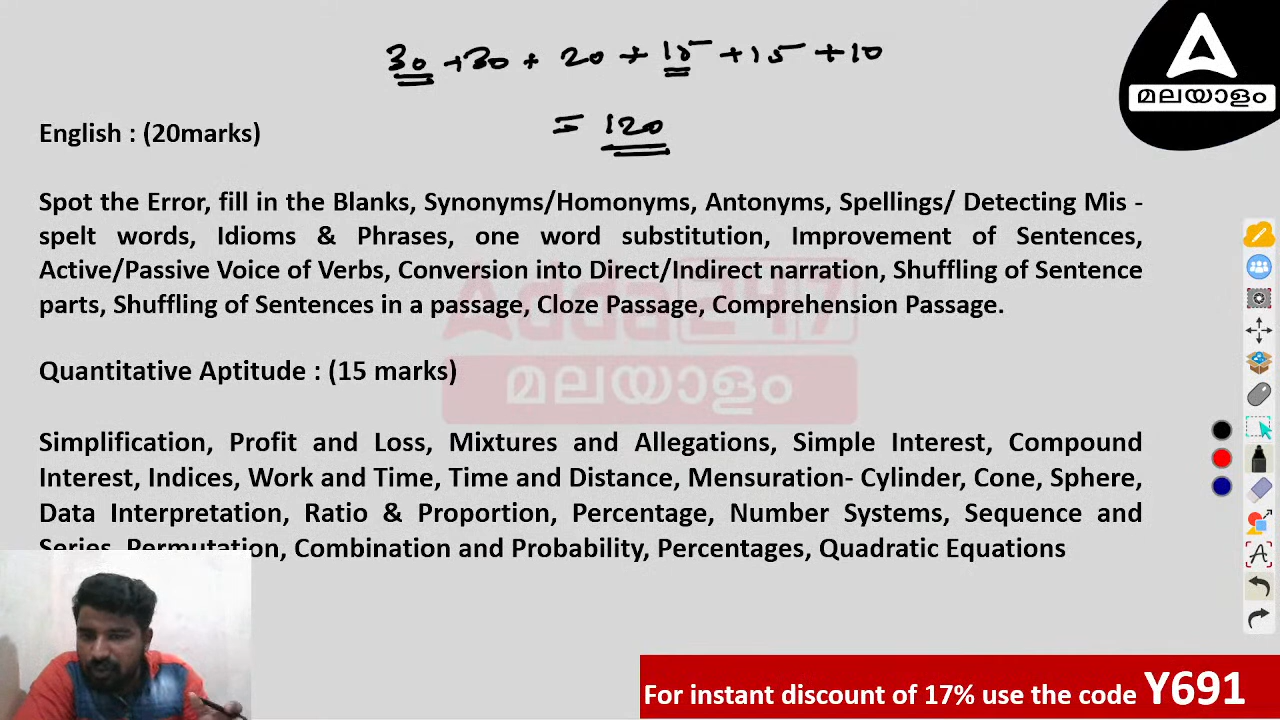 30 + 30 + 20 + 15 + 15 + 10
= 120
മലയാളം
English : (20marks)
Spot the Error, fill in the Blanks, Synonyms/Homonyms, Antonyms, Spellings/ Detecting Mis -
spelt words, Idioms & Phrases, one word substitution, Improvement of Sentences,
Active/Passive Voice of Verbs, Conversion into Direct/Indirect narration, Shuffling of Sentence
parts, Shuffling of Sentences in a passage, Cloze Passage, Comprehension Passage.
Adda247
മലയാളം
Quantitative Aptitude : (15 marks)
Simplification, Profit and Loss, Mixtures and Allegations, Simple Interest, Compound
Interest, Indices, Work and Time, Time and Distance, Mensuration- Cylinder, Cone, Sphere,
Data Interpretation, Ratio & Proportion, Percentage, Number Systems, Sequence and
Series, Permutation, Combination and Probability, Percentages, Quadratic Equations
For instant discount of 17% use the code Y691